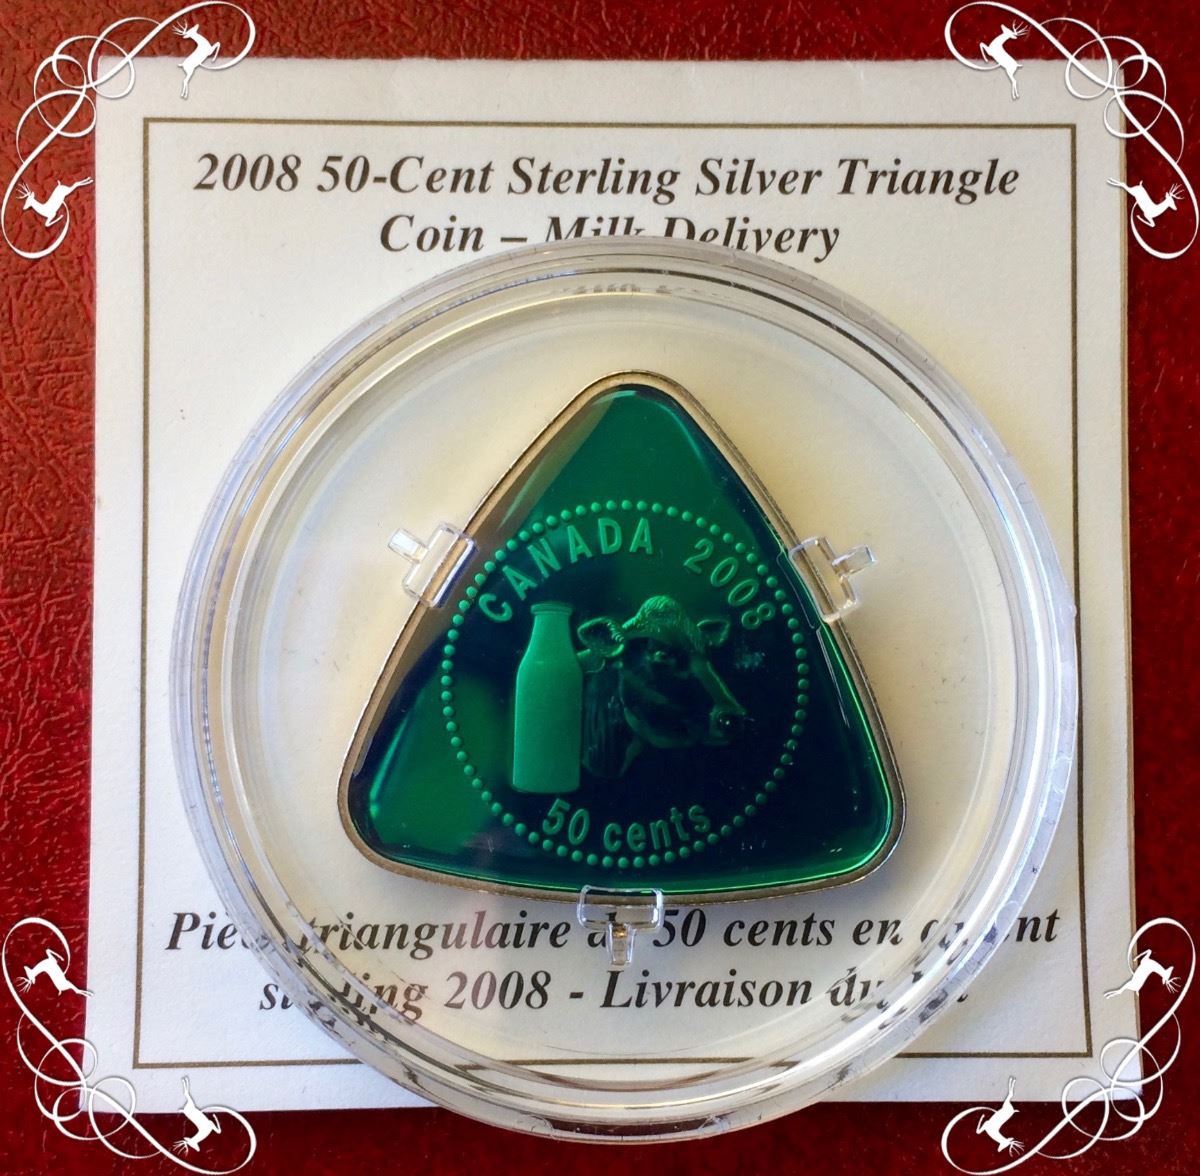 2008 50-Cent Sterling Silver Triangle
Coin – Milk Delivery
CANADA 2008
50 cents
triangulaire 50 cents en
2008 - Livraison du